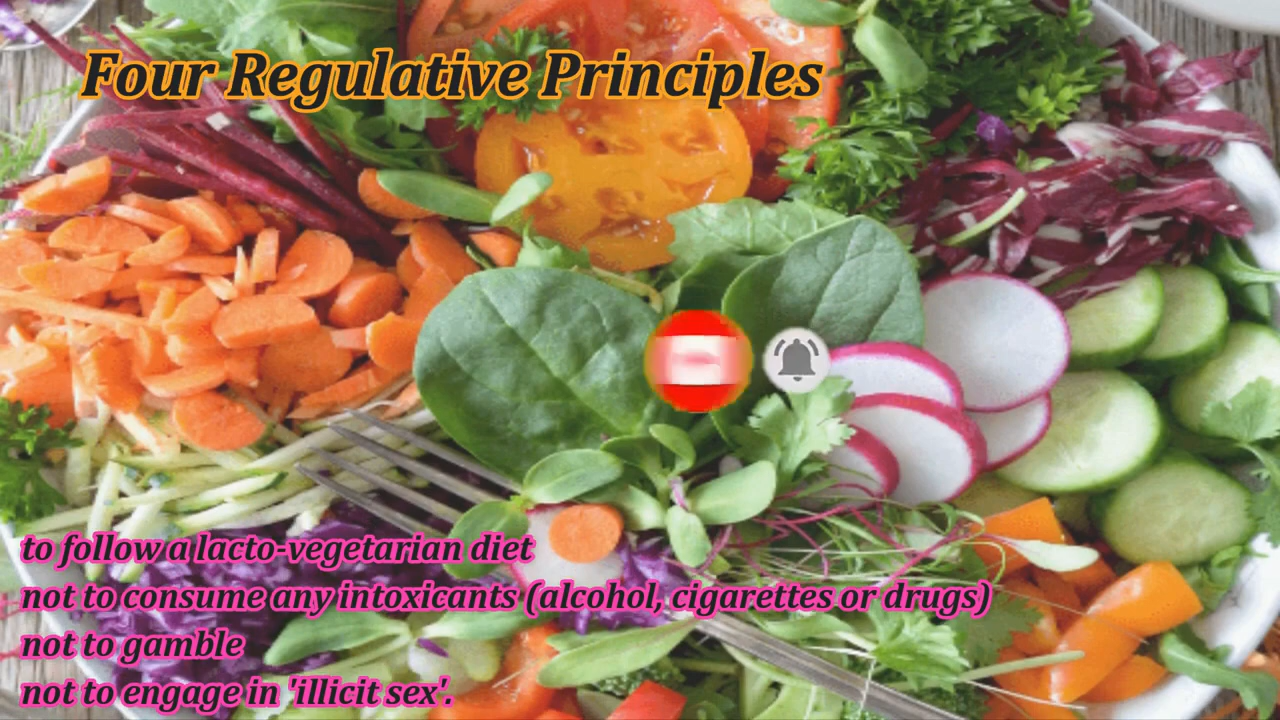 Four Regulative Principles
to follow a lacto-vegetarian diet
not to consume any intoxicants (alcohol, cigarettes or drugs)
not to gamble
not to engage in 'illicit sex'.